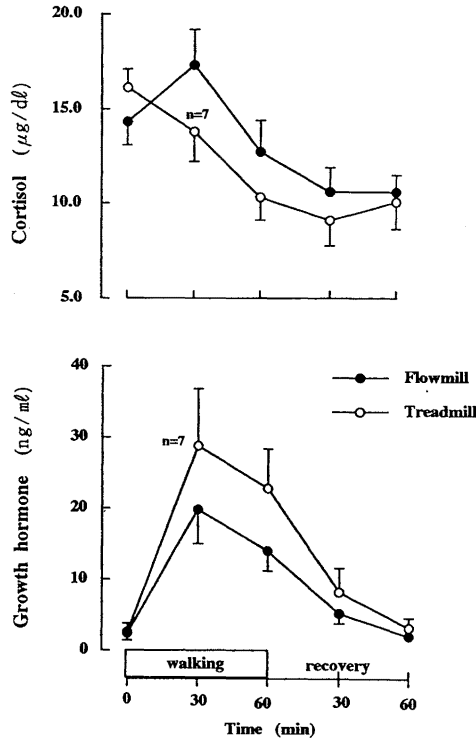 20.0
15.0
10.0
5.0
Cortisol (μg/dℓ)
n=7
40
30
20
10
0
Growth hormone (ng/mℓ)
Flowmill
Treadmill
n=7
walking
recovery
0 30 60 30 60
Time (min)